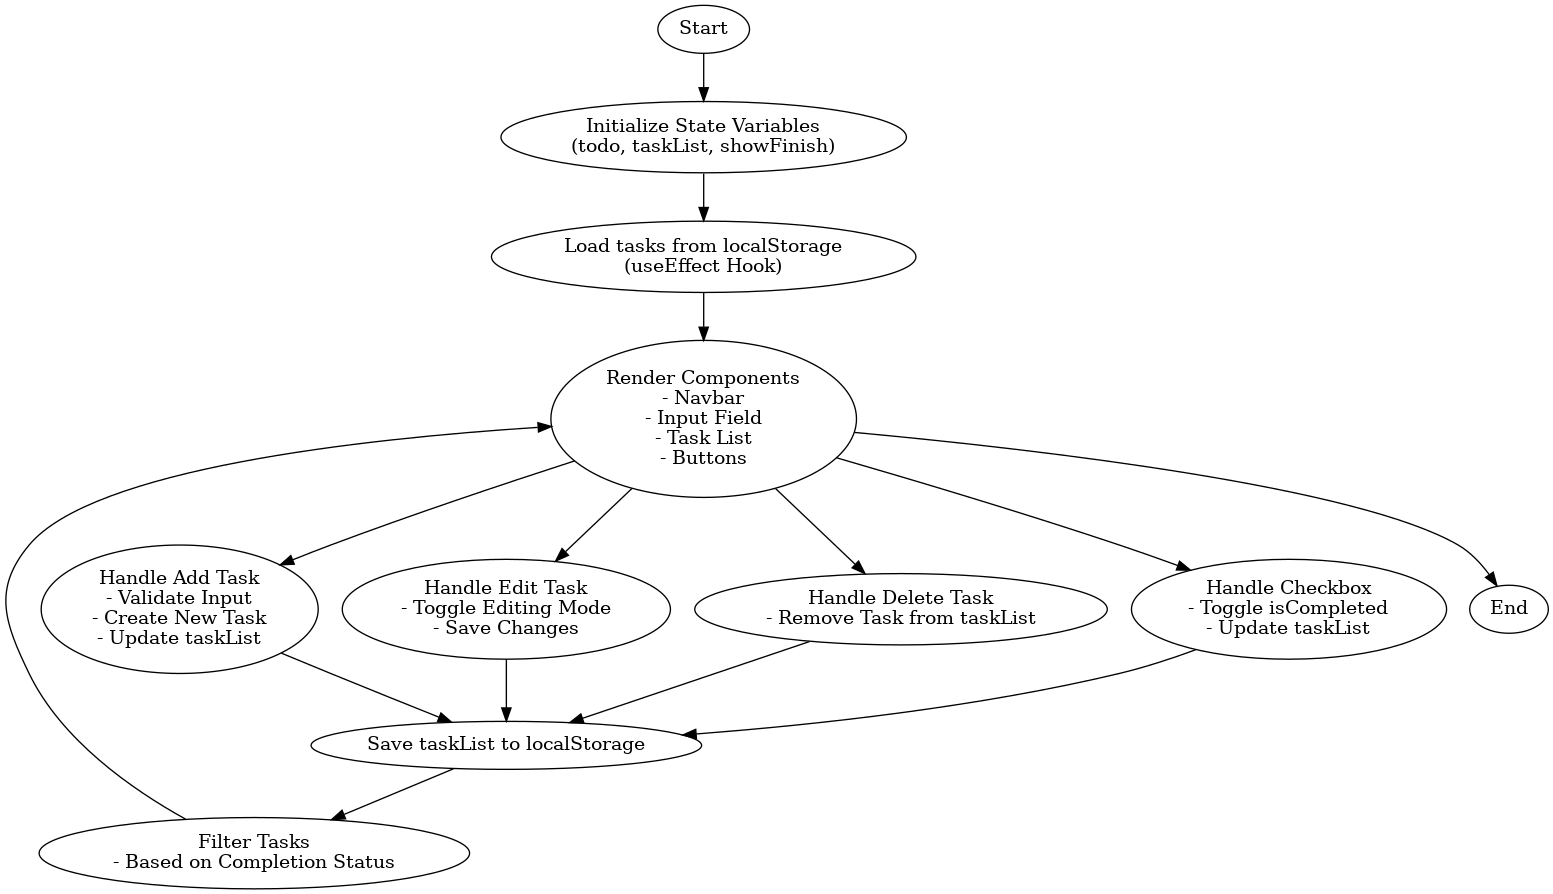 Start
Initialize State Variables
(todo, taskList, showFinish)
Load tasks from localStorage
(useEffect Hook)
Render Components
- Navbar
- Input Field
- Task List
- Buttons
Handle Add Task
- Validate Input
- Create New Task
- Update taskList
Handle Edit Task
- Toggle Editing Mode
- Save Changes
Handle Delete Task
- Remove Task from taskList
Handle Checkbox
- Toggle isCompleted
- Update taskList
End
Save taskList to localStorage
Filter Tasks
- Based on Completion Status